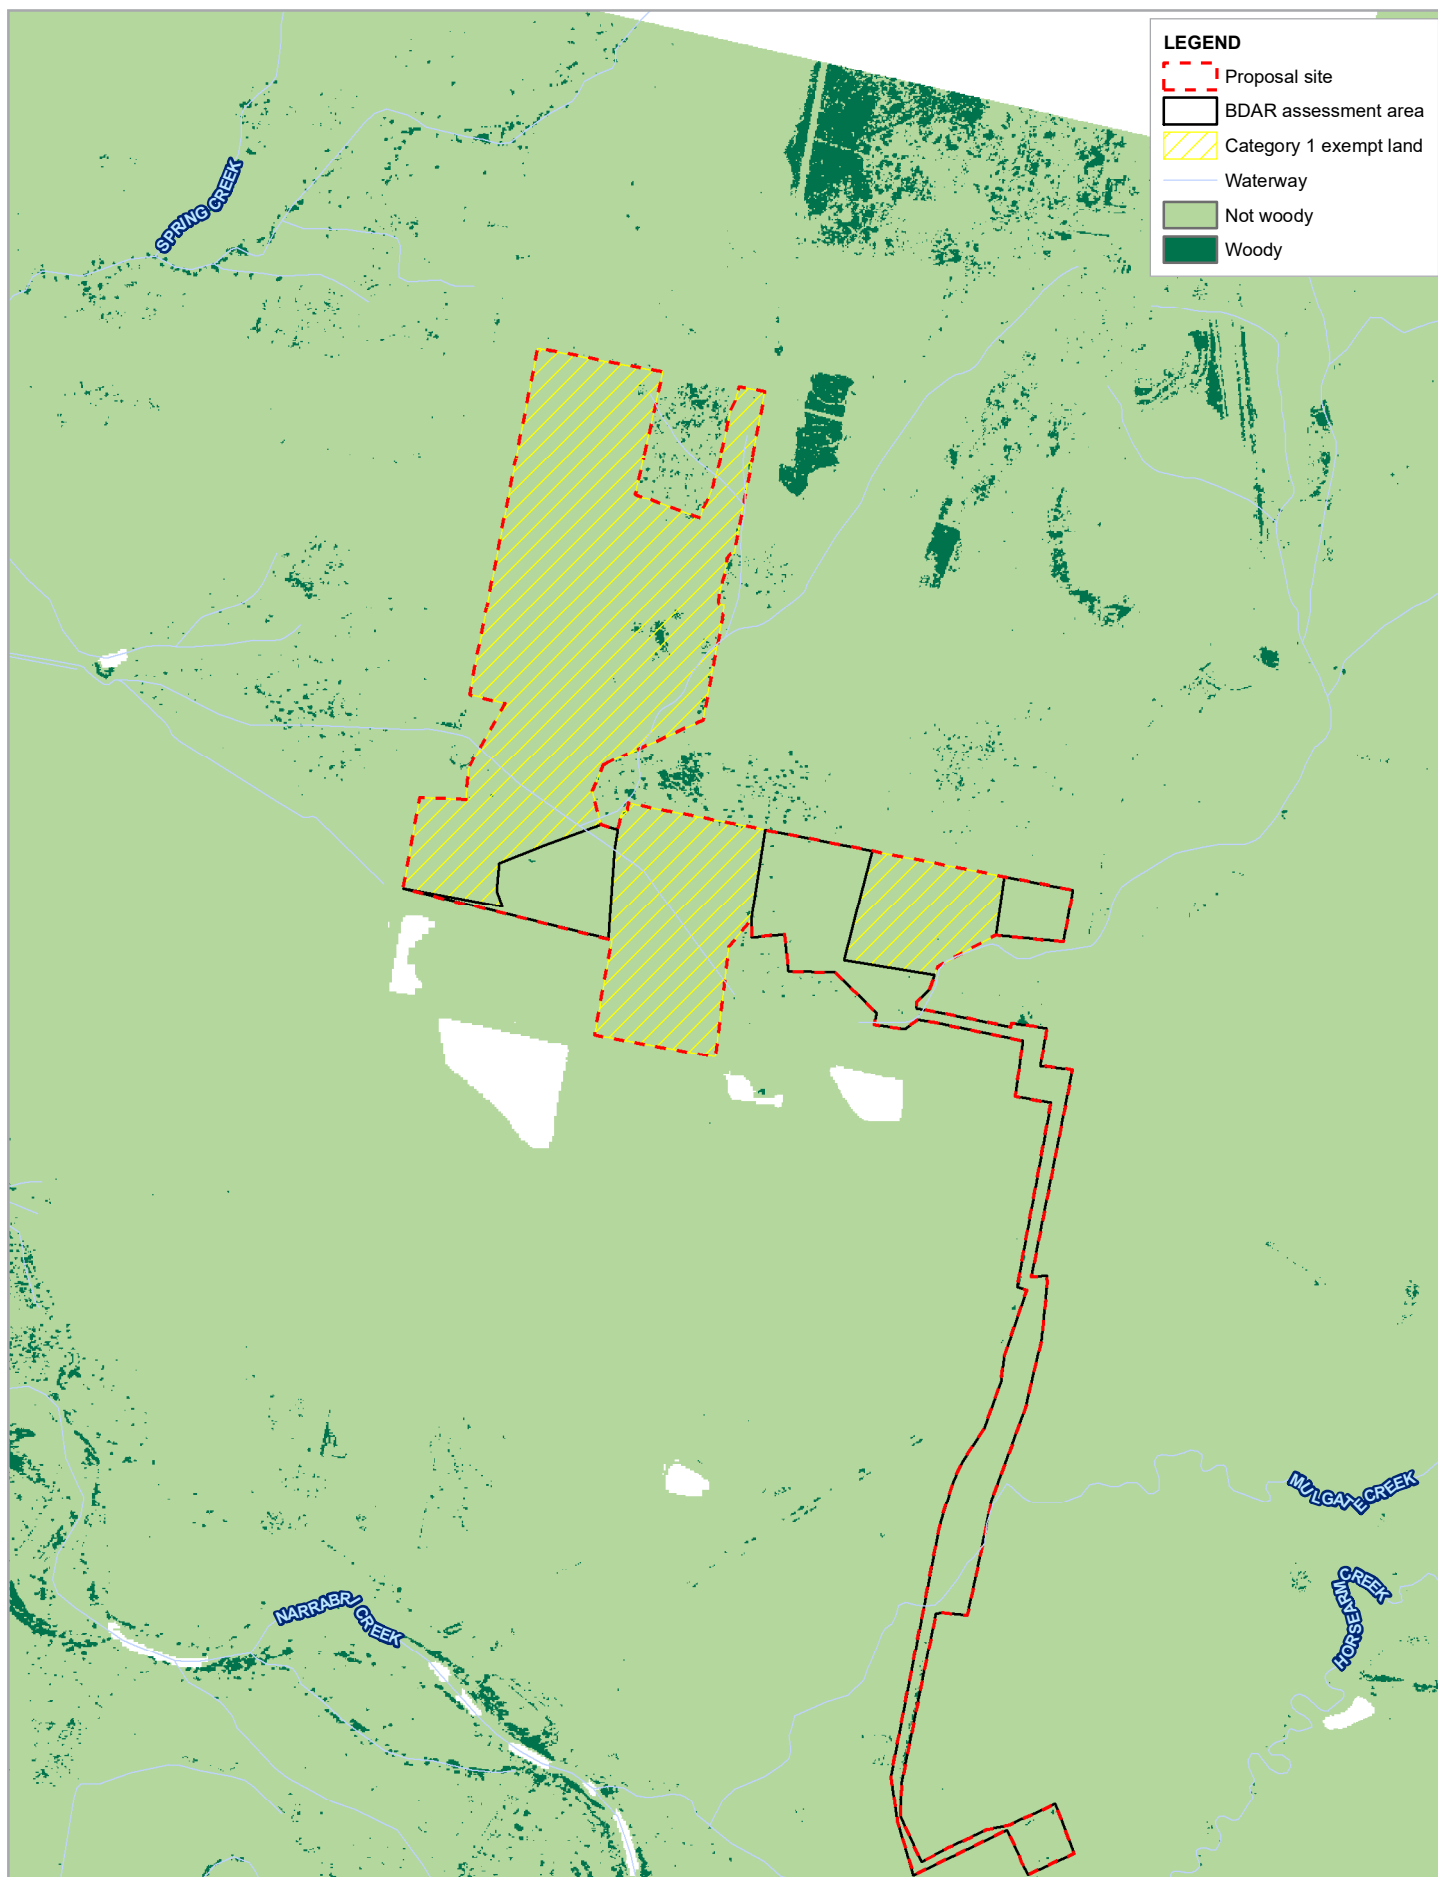 LEGEND
Proposal site
BDAR assessment area
Category 1 exempt land
Waterway
Not woody
Woody
SPRING CREEK
MULGATE CREEK
HORSEARM CREEK
NARRABRI CREEK